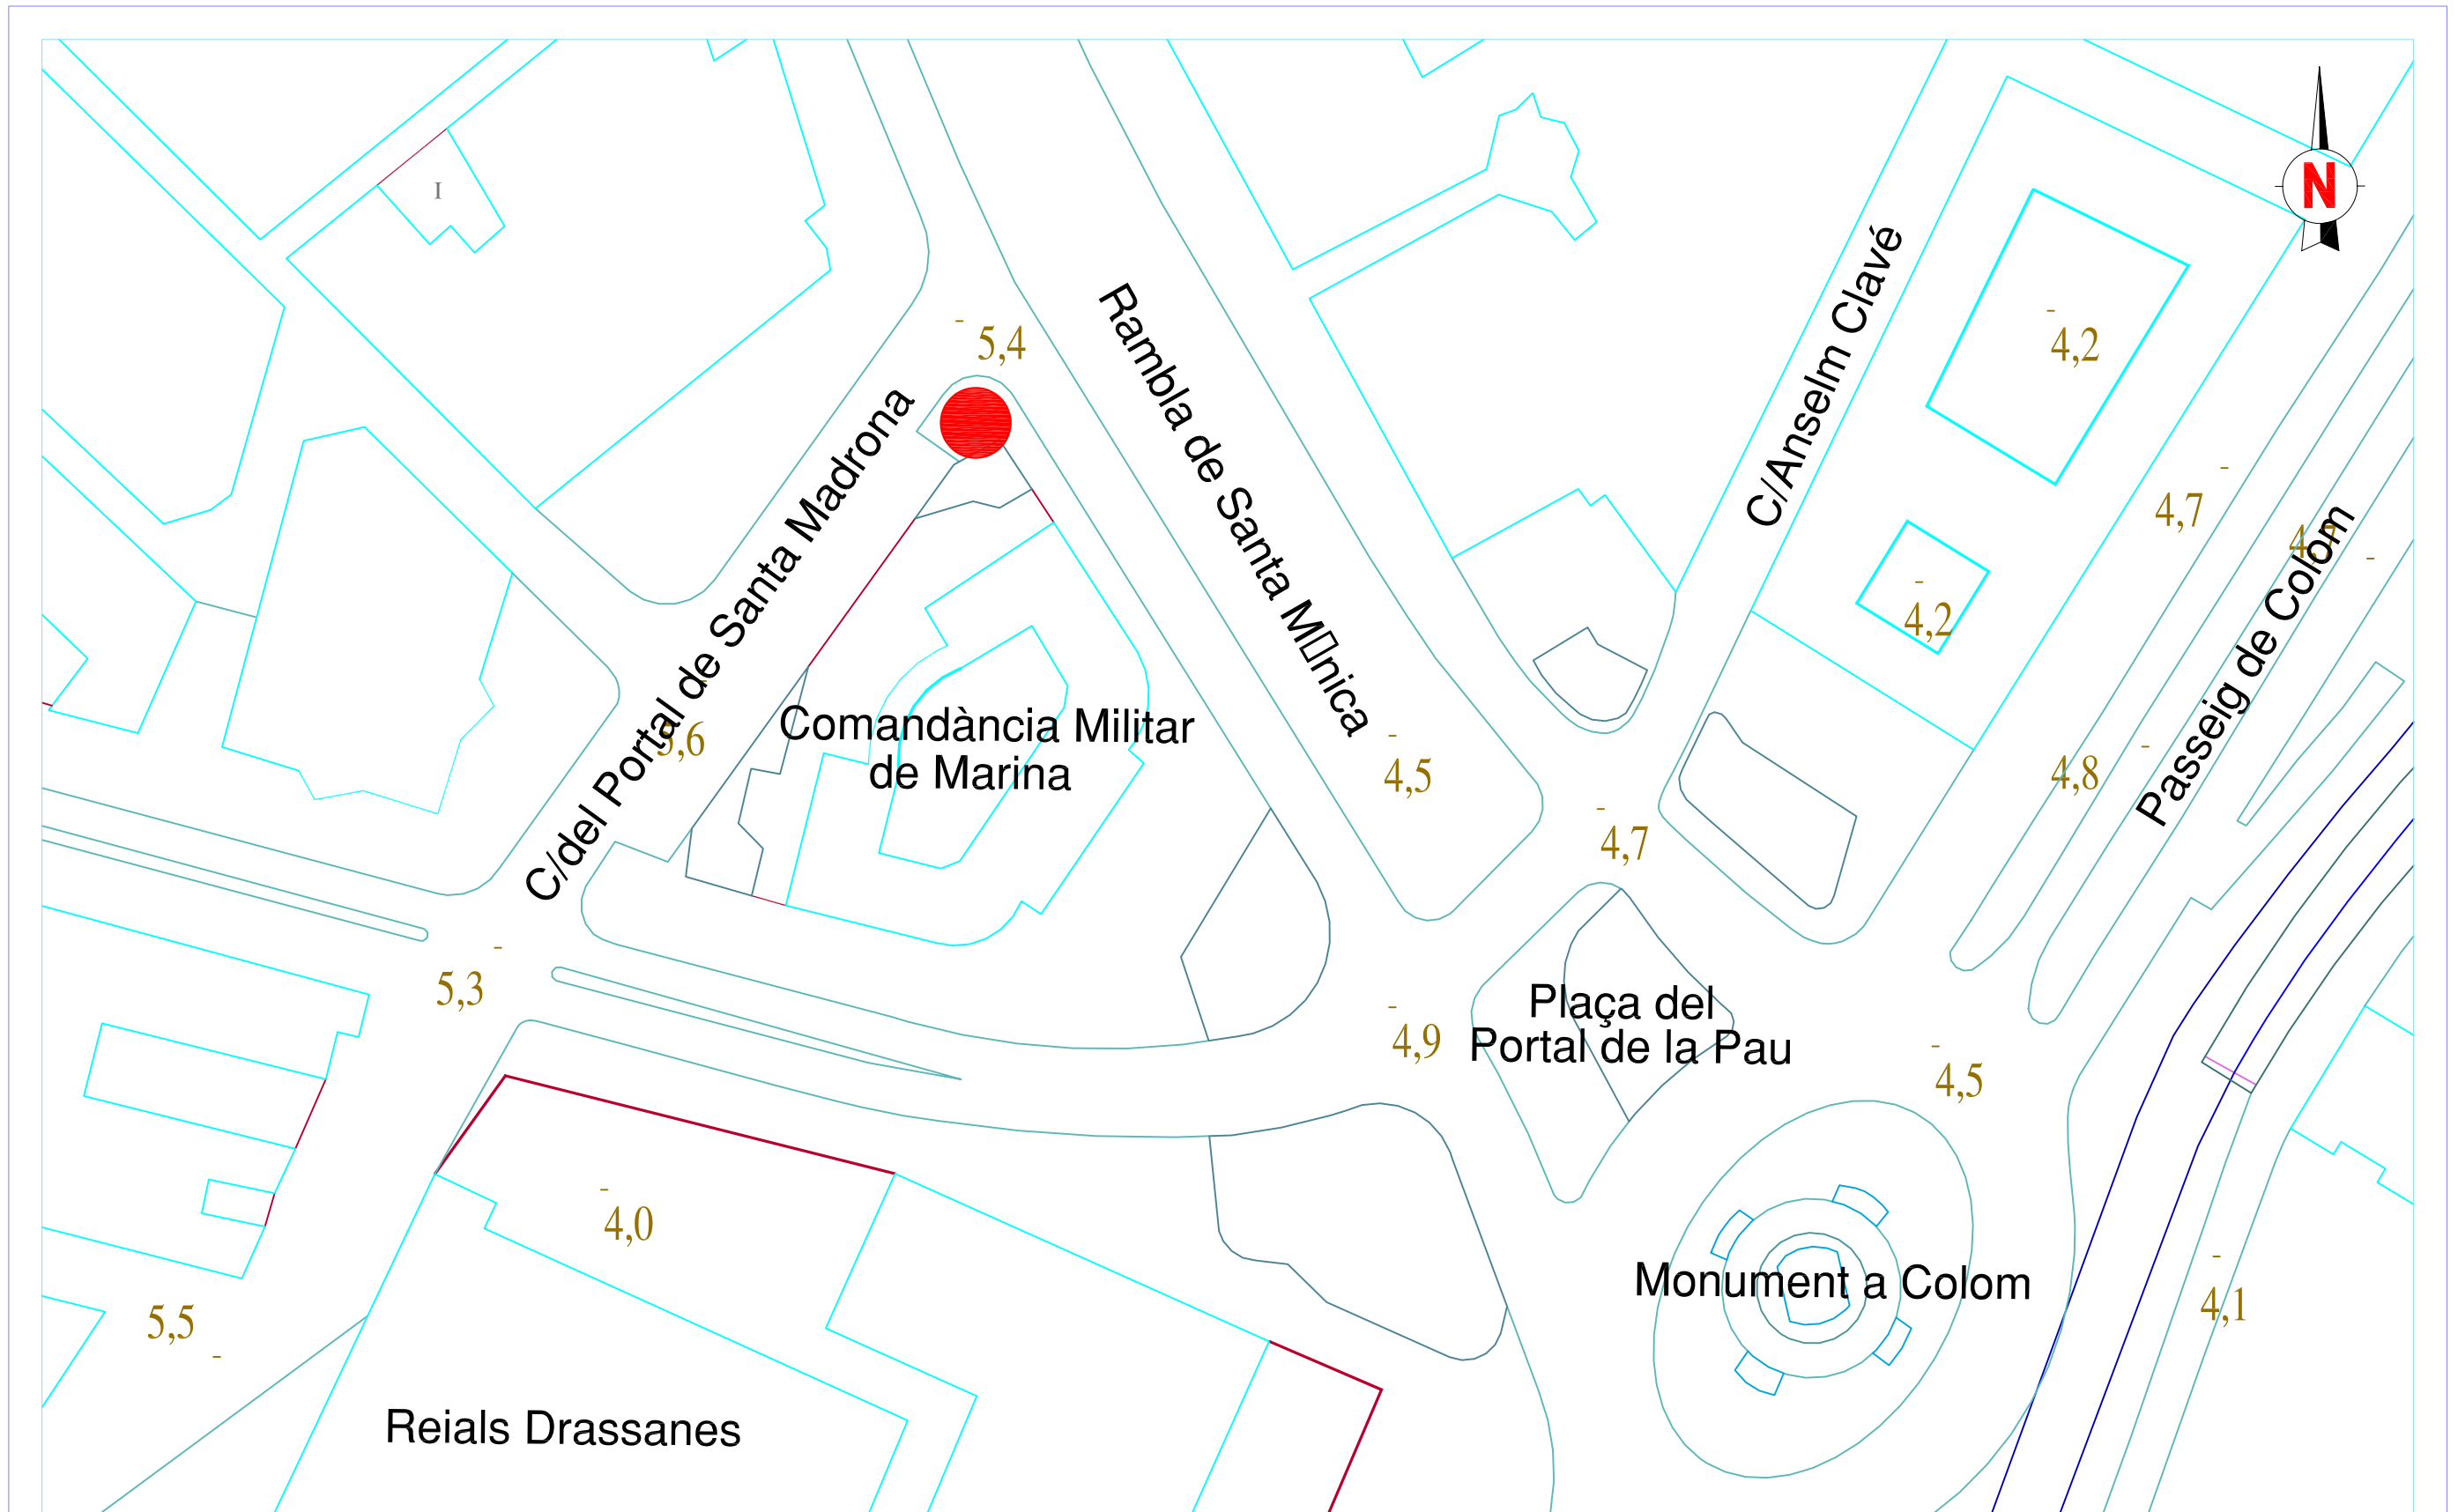 N
I
5,4
4,2
C/Anselm Clavé
Rambla de Santa M▯nica
C/del Portal de Santa Madrona
4,7
4,7
4,2
Passeig de Colom
5,6
Comandància Militar
de Marina
4,5
4,8
4,7
5,3
Plaça del
Portal de la Pau
4,9
4,5
4,0
Monument a Colom
4,1
5,5
Reials Drassanes